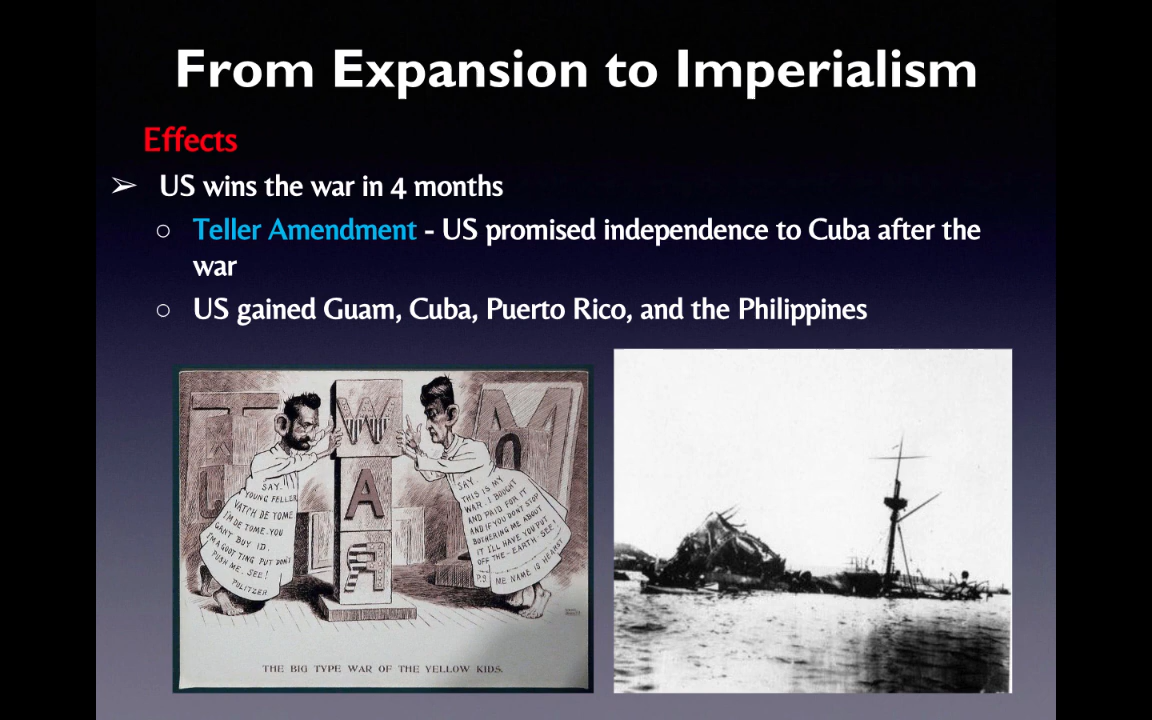 From Expansion to Imperialism
Effects
➢ US wins the war in 4 months
○ Teller Amendment - US promised independence to Cuba after the
war
○ US gained Guam, Cuba, Puerto Rico, and the Philippines
W
A
R
SAY!!
YOUNG FELLER
VATCH DE TOME
I'M DE TOME. YOU
CAN'T BUY ID.
I'M A GOOT TING PUT DON'T
PUSH ME. SEE!
PULITZER
SAY.
THIS IS MY
WAR. I BOUGHT
AND PAID FOR IT
AND IF YOU DON'T STOP
BOTHERING ME ABOUT
IT I'LL HAVE YOU PUT
OFF THE-EARTH-SEE!
P.S. ME NAME IS HEARST
THE BIG TYPE WAR OF THE YELLOW KIDS.